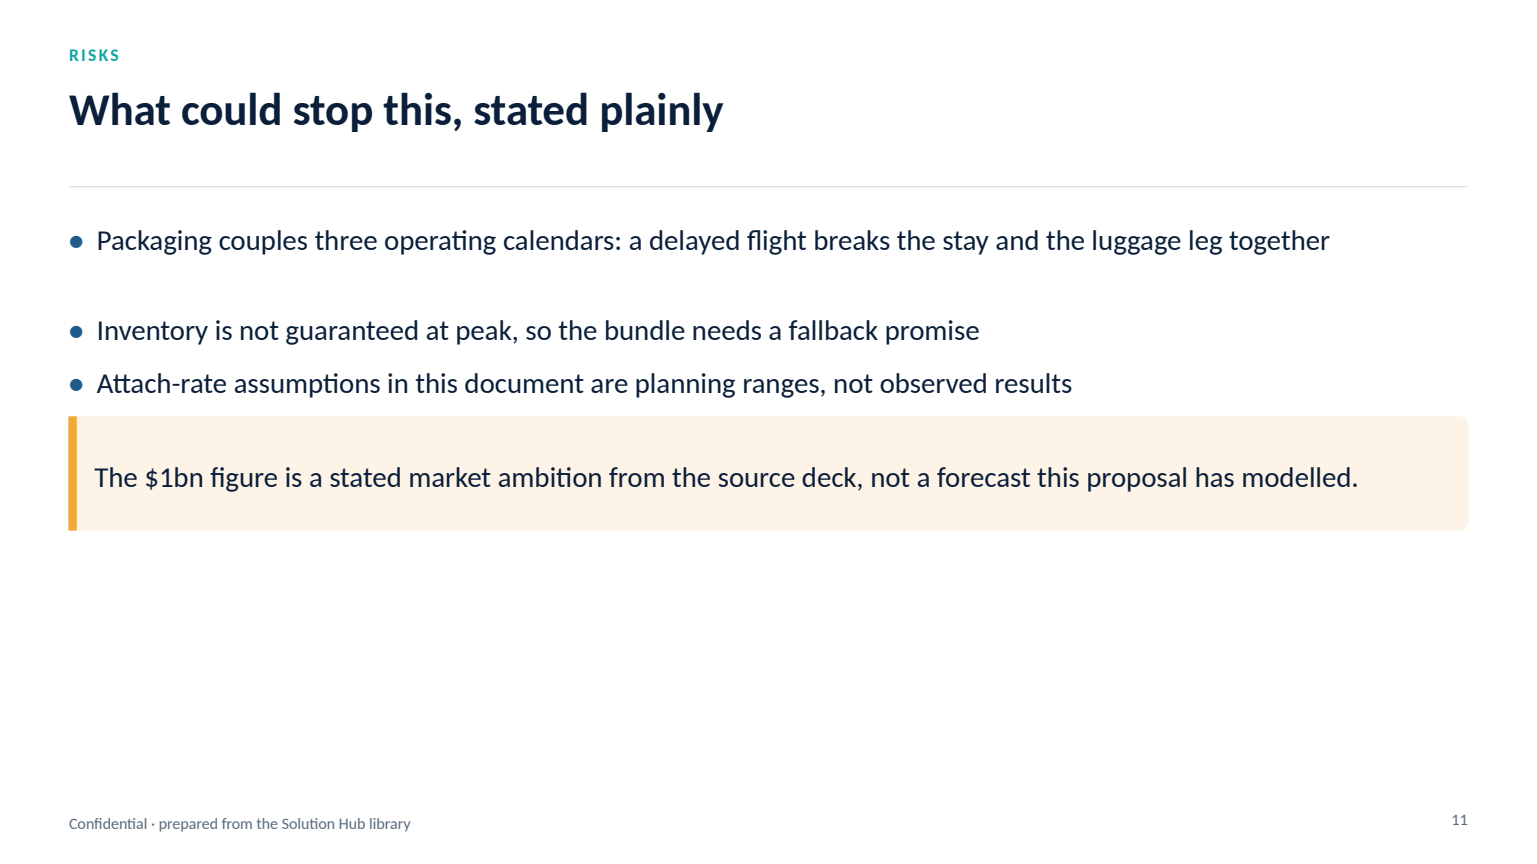 RISKS
What could stop this, stated plainly
● Packaging couples three operating calendars: a delayed flight breaks the stay and the luggage leg together
● Inventory is not guaranteed at peak, so the bundle needs a fallback promise
● Attach-rate assumptions in this document are planning ranges, not observed results
The $1bn figure is a stated market ambition from the source deck, not a forecast this proposal has modelled.
Confidential · prepared from the Solution Hub library
11